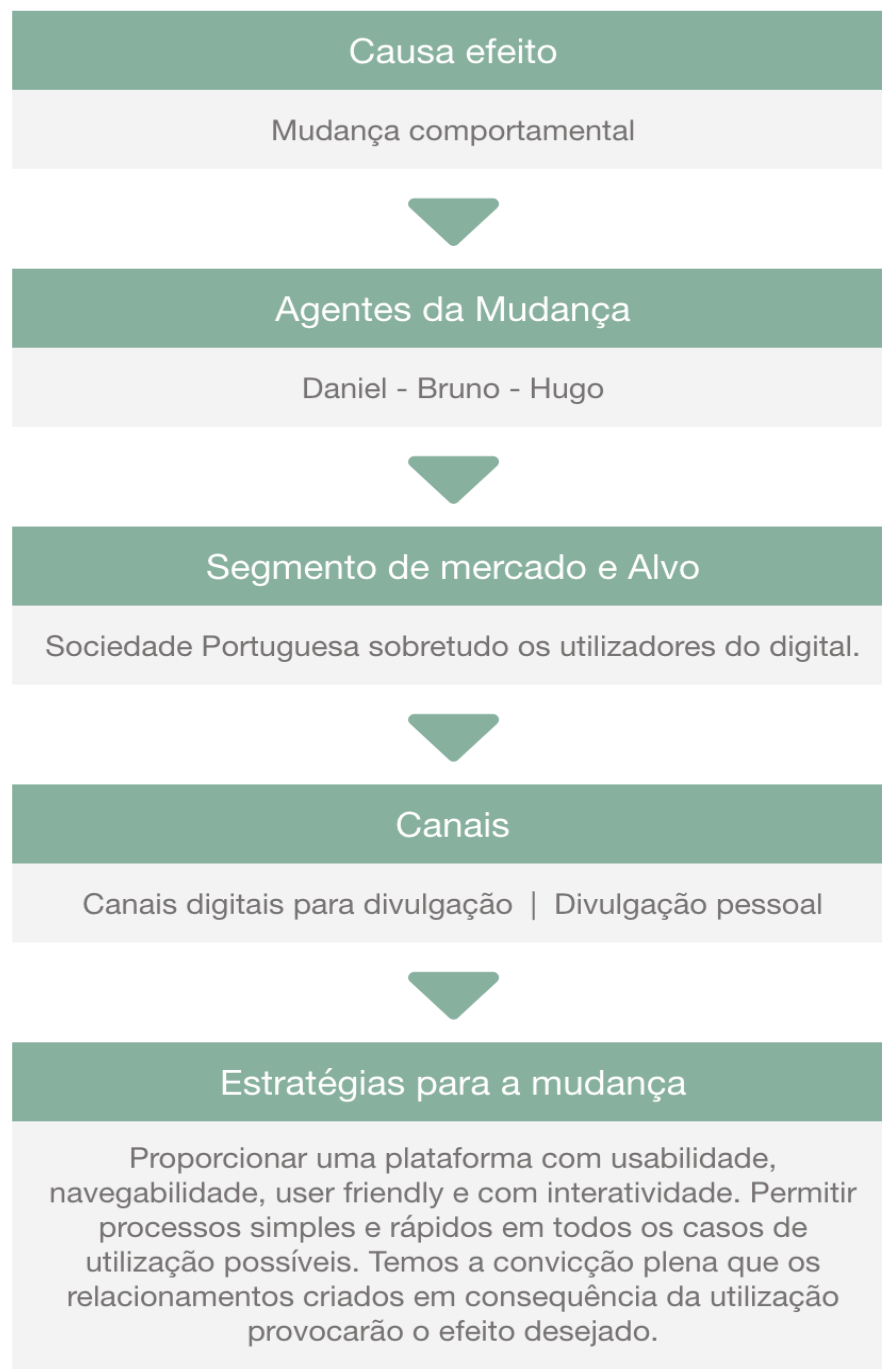 Causa efeito
Mudança comportamental
Agentes da Mudança
Daniel - Bruno - Hugo
Segmento de mercado e Alvo
Sociedade Portuguesa sobretudo os utilizadores do digital.
Canais
Canais digitais para divulgação | Divulgação pessoal
Estratégias para a mudança
Proporcionar uma plataforma com usabilidade,
navegabilidade, user friendly e com interatividade. Permitir
processos simples e rápidos em todos os casos de
utilização possíveis. Temos a convicção plena que os
relacionamentos criados em consequência da utilização
provocarão o efeito desejado.